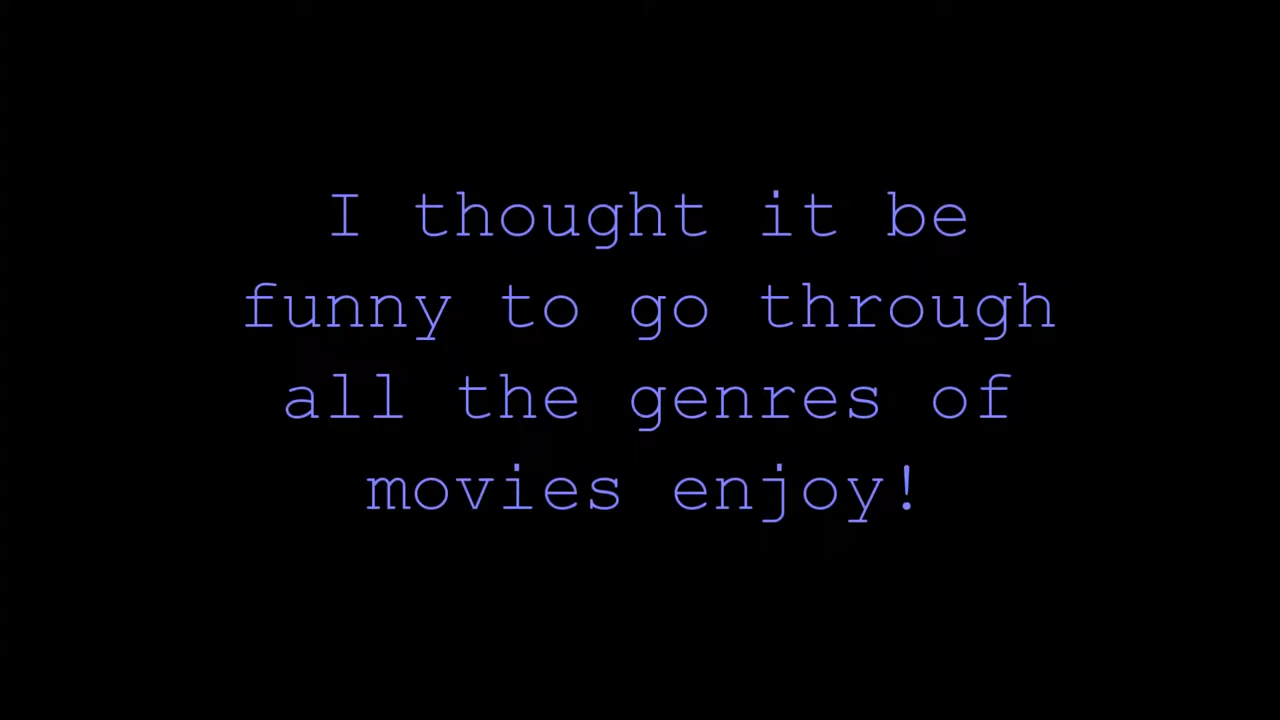 I thought it be
funny to go through
all the genres of
movies enjoy!